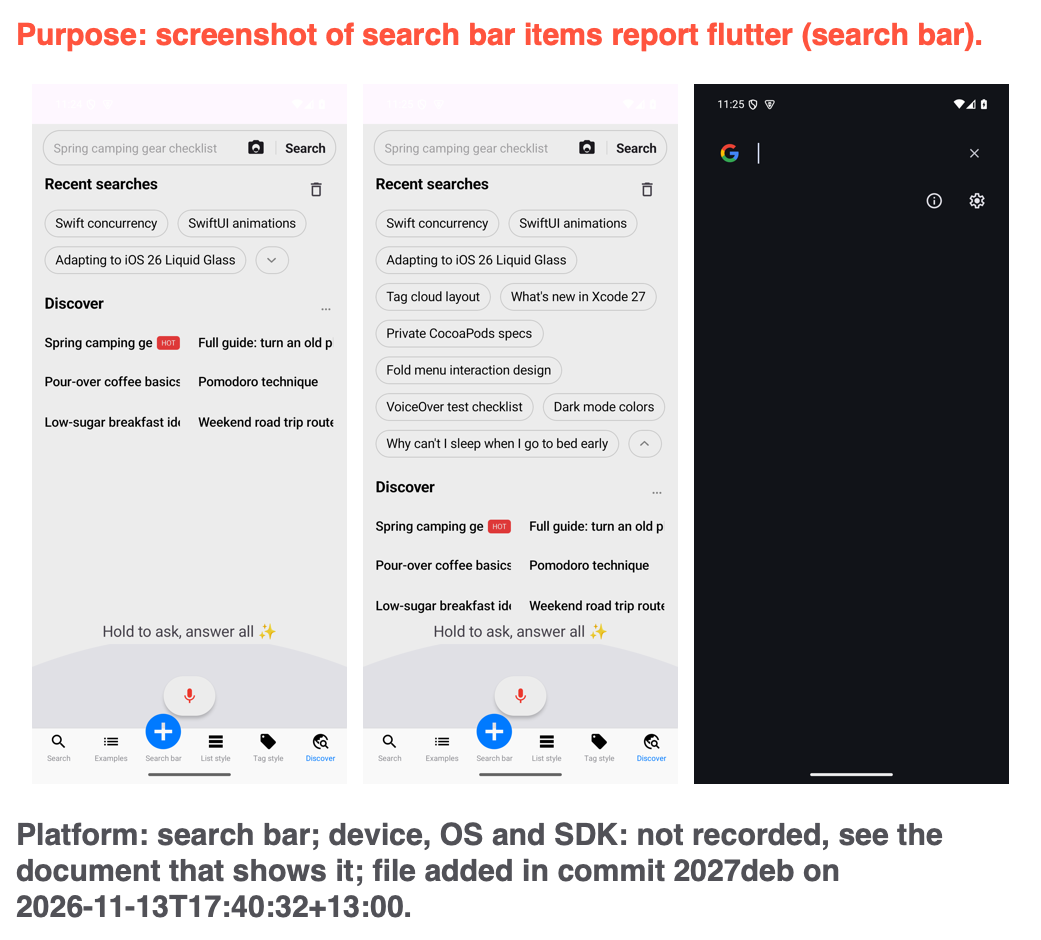 Purpose: screenshot of search bar items report flutter (search bar).
Spring camping gear checklist
Search
Recent searches
Swift concurrency
SwiftUI animations
Adapting to iOS 26 Liquid Glass
Discover
...
Spring camping ge HOT
Full guide: turn an old p
Pour-over coffee basics
Pomodoro technique
Low-sugar breakfast ide
Weekend road trip route
Hold to ask, answer all ✨
Search
Examples
Search bar
List style
Tag style
Discover
Spring camping gear checklist
Search
Recent searches
Swift concurrency
SwiftUI animations
Adapting to iOS 26 Liquid Glass
Tag cloud layout
What's new in Xcode 27
Private CocoaPods specs
Fold menu interaction design
VoiceOver test checklist
Dark mode colors
Why can't I sleep when I go to bed early
Discover
...
Spring camping ge HOT
Full guide: turn an old p
Pour-over coffee basics
Pomodoro technique
Low-sugar breakfast ide
Weekend road trip route
Hold to ask, answer all ✨
Search
Examples
Search bar
List style
Tag style
Discover
11:25
Platform: search bar; device, OS and SDK: not recorded, see the
document that shows it; file added in commit 2027deb on
2026-11-13T17:40:32+13:00.